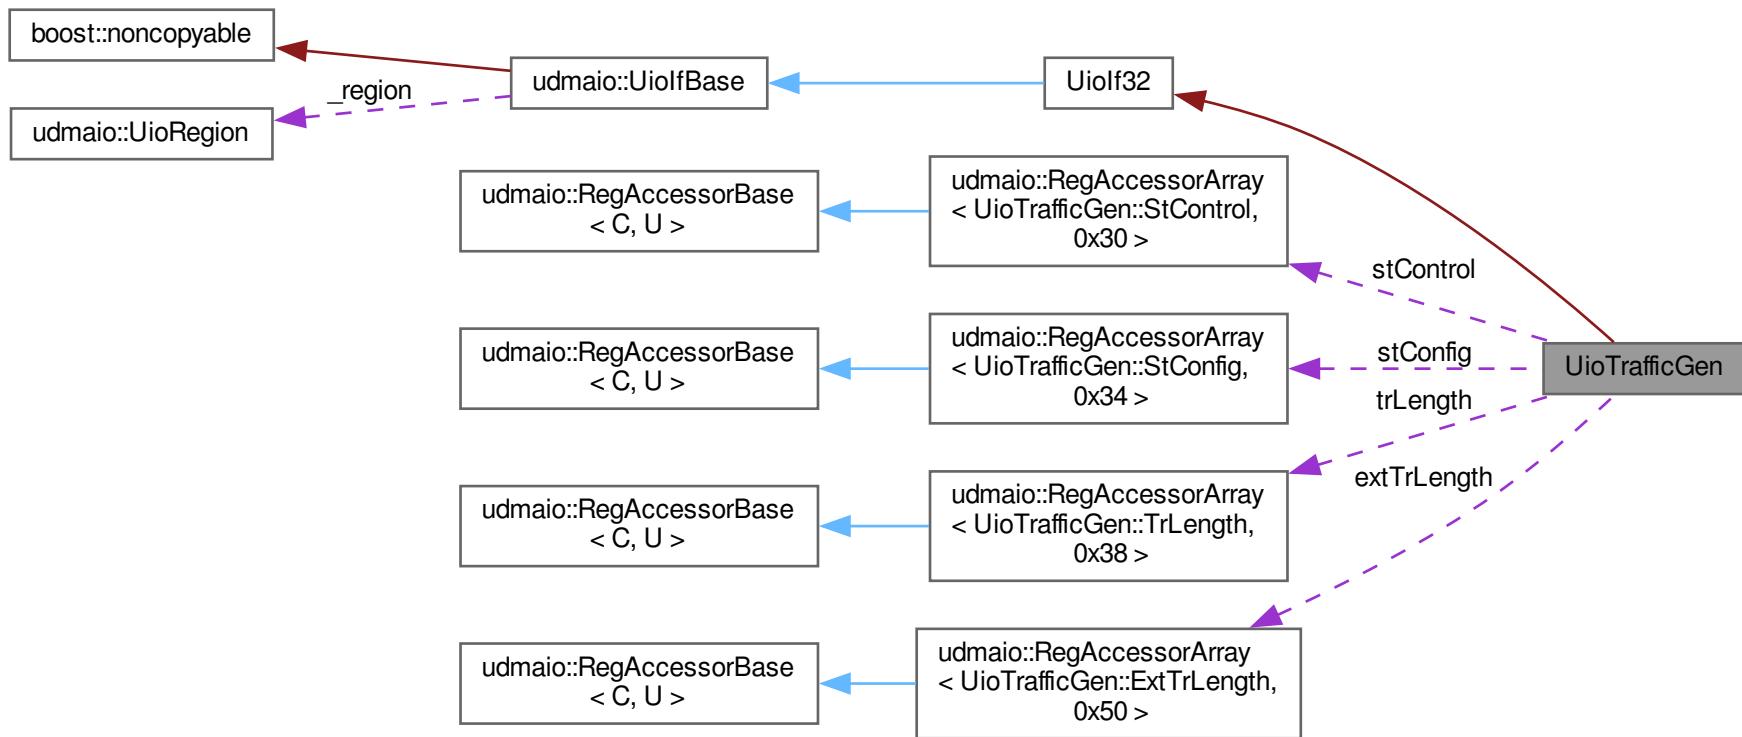 boost::noncopyable
udmaio::UioRegion
_region
udmaio::UioIfBase
UioIf32
udmaio::RegAccessorBase
< C, U >
udmaio::RegAccessorArray
< UioTrafficGen::StControl,
0x30 >
stControl
udmaio::RegAccessorBase
< C, U >
udmaio::RegAccessorArray
< UioTrafficGen::StConfig,
0x34 >
stConfig
UioTrafficGen
trLength
udmaio::RegAccessorBase
< C, U >
udmaio::RegAccessorArray
< UioTrafficGen::TrLength,
0x38 >
extTrLength
udmaio::RegAccessorBase
< C, U >
udmaio::RegAccessorArray
< UioTrafficGen::ExtTrLength,
0x50 >